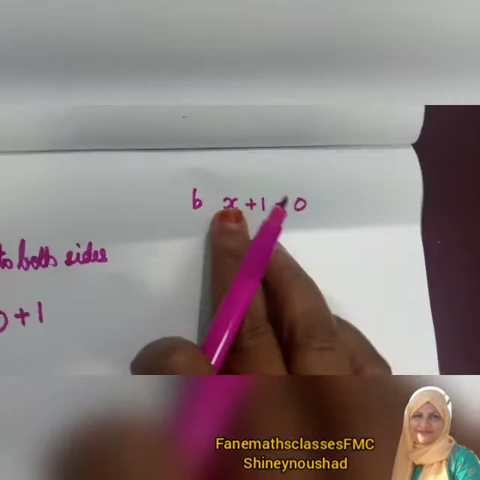 b x+1 0
to both sides
0+1
FanemathsclassesFMC
Shineynoushad